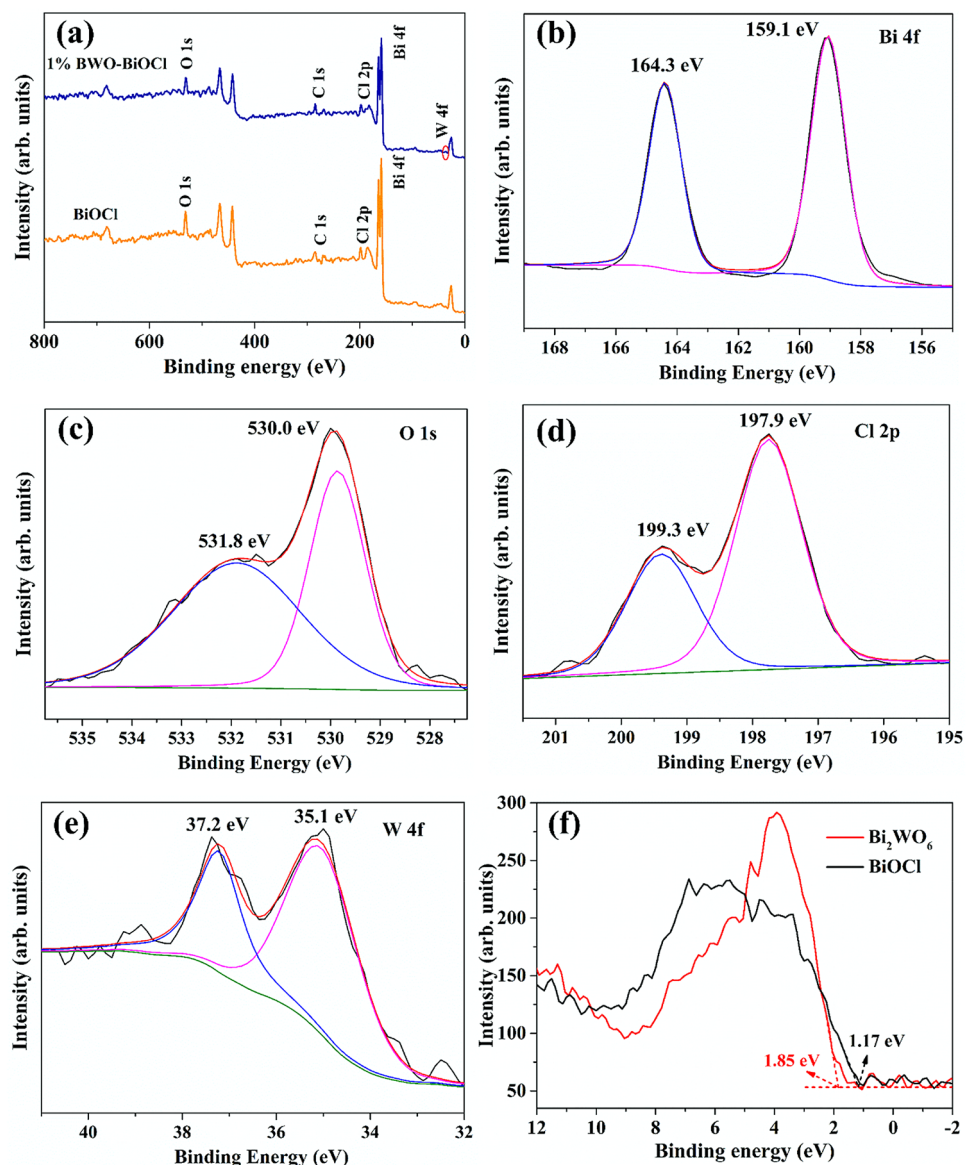 (a)
1% BWO-BiOCl
O 1s
C 1s
Cl 2p
Bi 4f
W 4f
BiOCl
O 1s
C 1s
Cl 2p
Bi 4f
800 600 400 200 0
Binding energy (eV)
Intensity (arb. units)
(b)
164.3 eV
159.1 eV
Bi 4f
168 166 164 162 160 158 156
Binding Energy (eV)
Intensity (arb. units)
(c)
530.0 eV
O 1s
531.8 eV
535 534 533 532 531 530 529 528
Binding Energy (eV)
Intensity (arb. units)
(d)
197.9 eV
Cl 2p
199.3 eV
201 200 199 198 197 196 195
Binding Energy (eV)
Intensity (arb. units)
(e)
37.2 eV
35.1 eV
W 4f
40 38 36 34 32
Binding Energy (eV)
Intensity (arb. units)
(f)
Bi₂WO₆
BiOCl
300
250
200
150
100
50
1.85 eV
1.17 eV
12 10 8 6 4 2 0 -2
Binding energy (eV)
Intensity (arb. units)